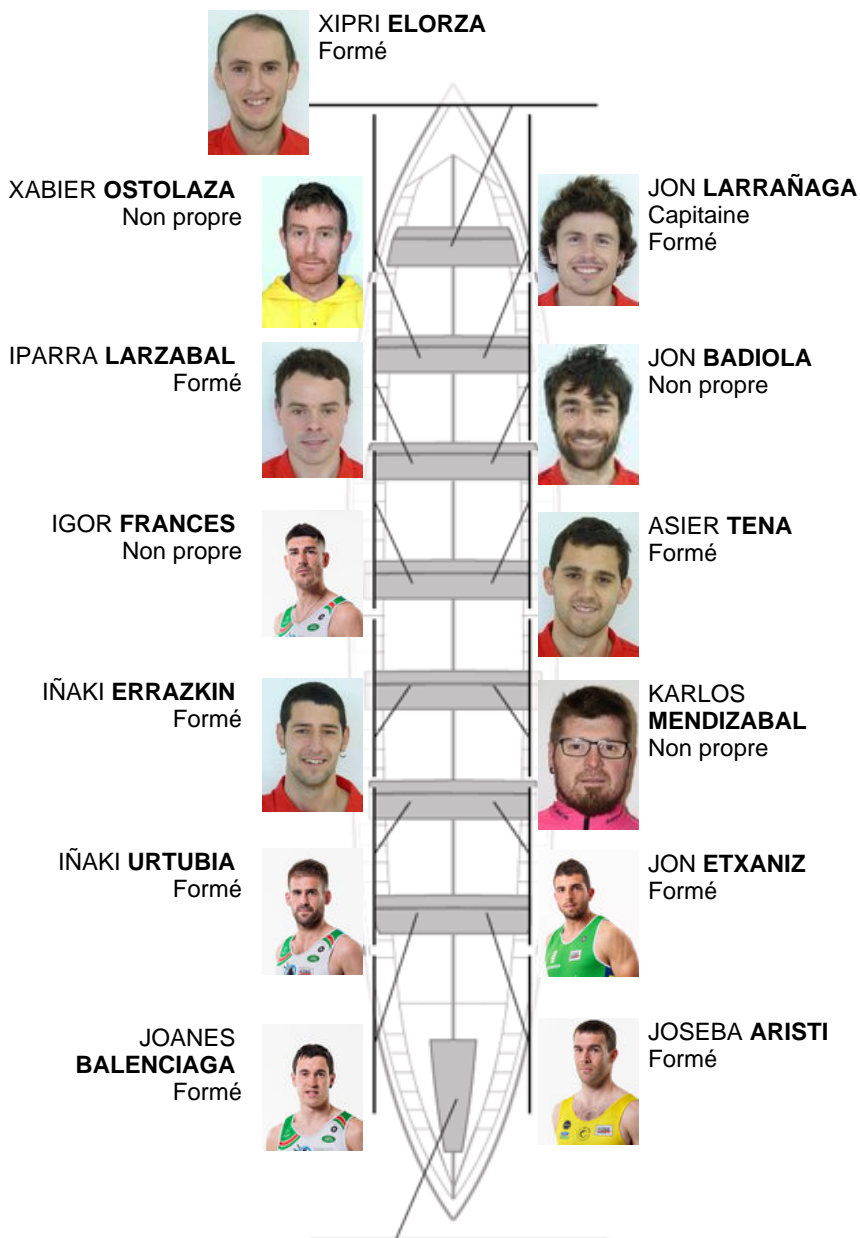 XIPRI ELORZA
Formé
XABIER OSTOLAZA
Non propre
JON LARRAÑAGA
Capitaine
Formé
IPARRA LARZABAL
Formé
JON BADIOLA
Non propre
IGOR FRANCES
Non propre
ASIER TENA
Formé
IÑAKI ERRAZKIN
Formé
KARLOS
MENDIZABAL
Non propre
IÑAKI URTUBIA
Formé
JON ETXANIZ
Formé
JOANES
BALENCIAGA
Formé
JOSEBA ARISTI
Formé